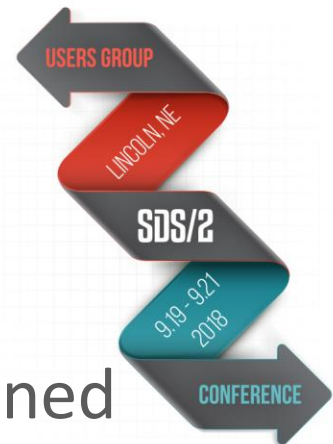 USERS GROUP
LINCOLN, NE
SDS/2
9.19 - 9.21
2018
CONFERENCE
ned